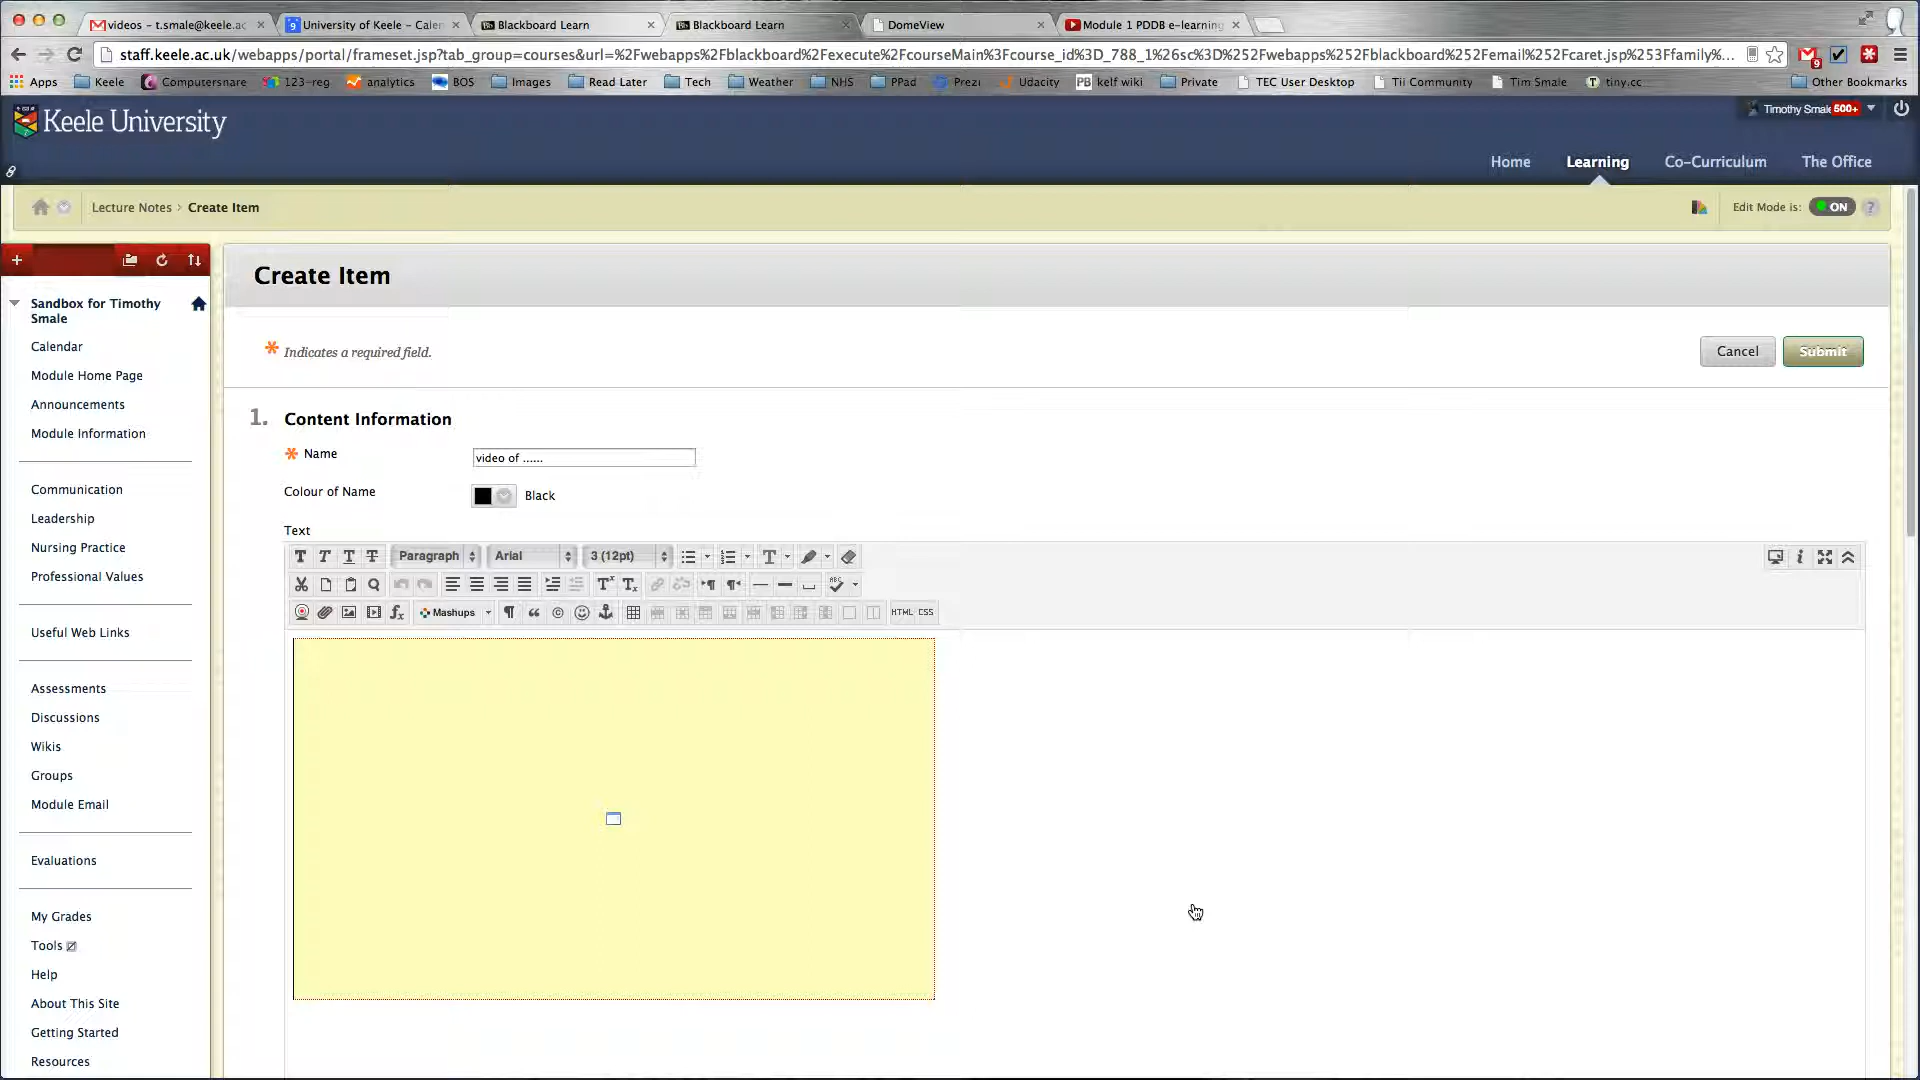 videos - t.smale@keele.ac
University of Keele - Calen
Blackboard Learn
Blackboard Learn
DomeView
Module 1 PDDB e-learning
staff.keele.ac.uk/webapps/portal/frameset.jsp?tab_group=courses&url=%2Fwebapps%2Fblackboard%2Fexecute%2FcourseMain%3Fcourse_id%3D_788_1%26sc%3D%252Fwebapps%252Fblackboard%252Femail%252Fcaret.jsp%253Ffamily%...
9
Apps Keele Computersnare 123-reg analytics BOS Images Read Later Tech Weather NHS PPad Prezi Udacity PB kelf wiki Private TEC User Desktop Tii Community Tim Smale tiny.cc Other Bookmarks
Keele University
Timothy Smale 500+
Home Learning Co-Curriculum The Office
Lecture Notes > Create Item
Edit Mode is: ON ?
Sandbox for Timothy
Smale
Calendar
Module Home Page
Announcements
Module Information
Communication
Leadership
Nursing Practice
Professional Values
Useful Web Links
Assessments
Discussions
Wikis
Groups
Module Email
Evaluations
My Grades
Tools
Help
About This Site
Getting Started
Resources
Create Item
Indicates a required field.
Cancel Submit
1. Content Information
Name
video of ......
Colour of Name
Black
Text
Paragraph Arial 3 (12pt)
Mashups
HTML CSS